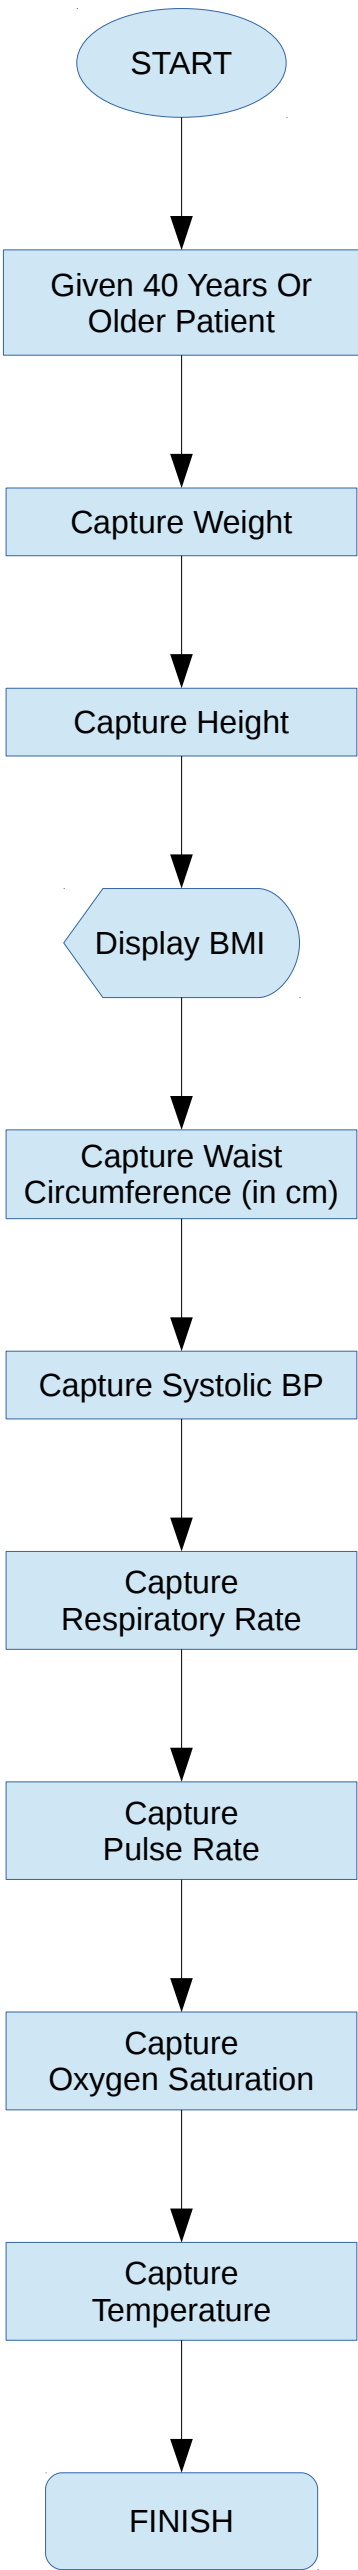 START
Given 40 Years Or
Older Patient
Capture Weight
Capture Height
Display BMI
Capture Waist
Circumference (in cm)
Capture Systolic BP
Capture
Respiratory Rate
Capture
Pulse Rate
Capture
Oxygen Saturation
Capture
Temperature
FINISH